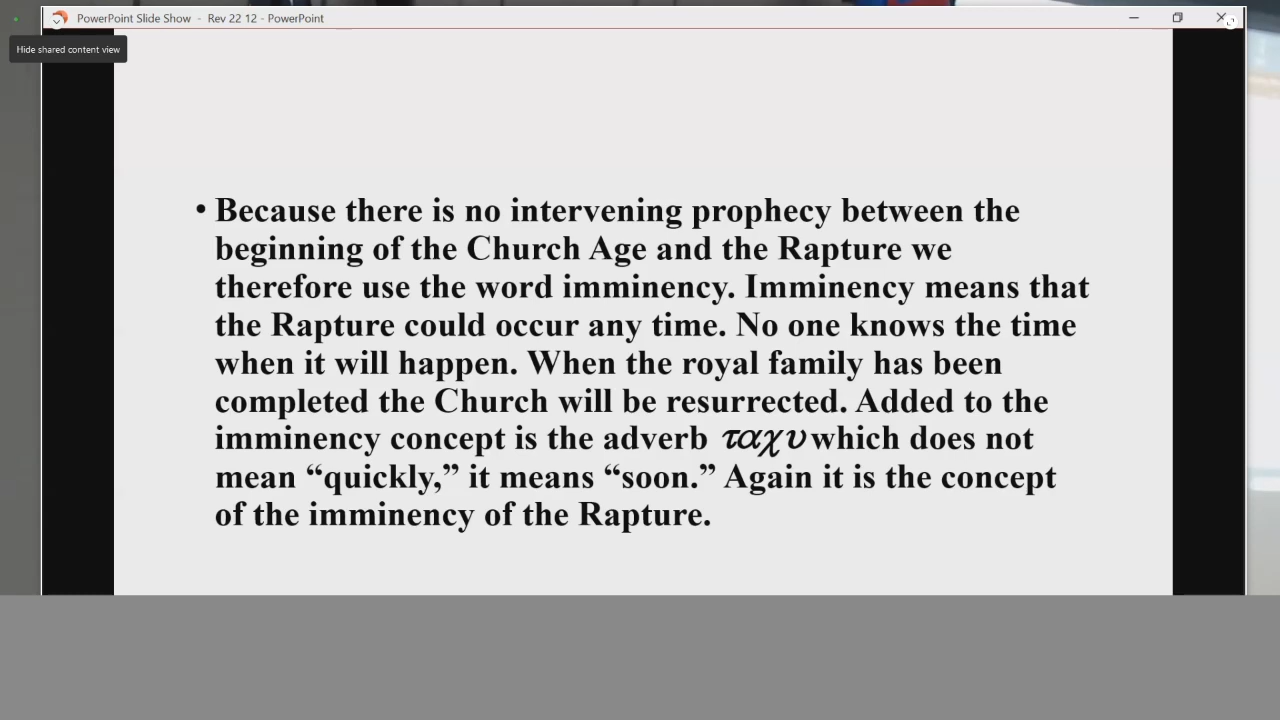 PowerPoint Slide Show - Rev 22 12 - PowerPoint
Hide shared content view
• Because there is no intervening prophecy between the
beginning of the Church Age and the Rapture we
therefore use the word imminency. Imminency means that
the Rapture could occur any time. No one knows the time
when it will happen. When the royal family has been
completed the Church will be resurrected. Added to the
imminency concept is the adverb ταχυ which does not
mean “quickly,” it means “soon.” Again it is the concept
of the imminency of the Rapture.